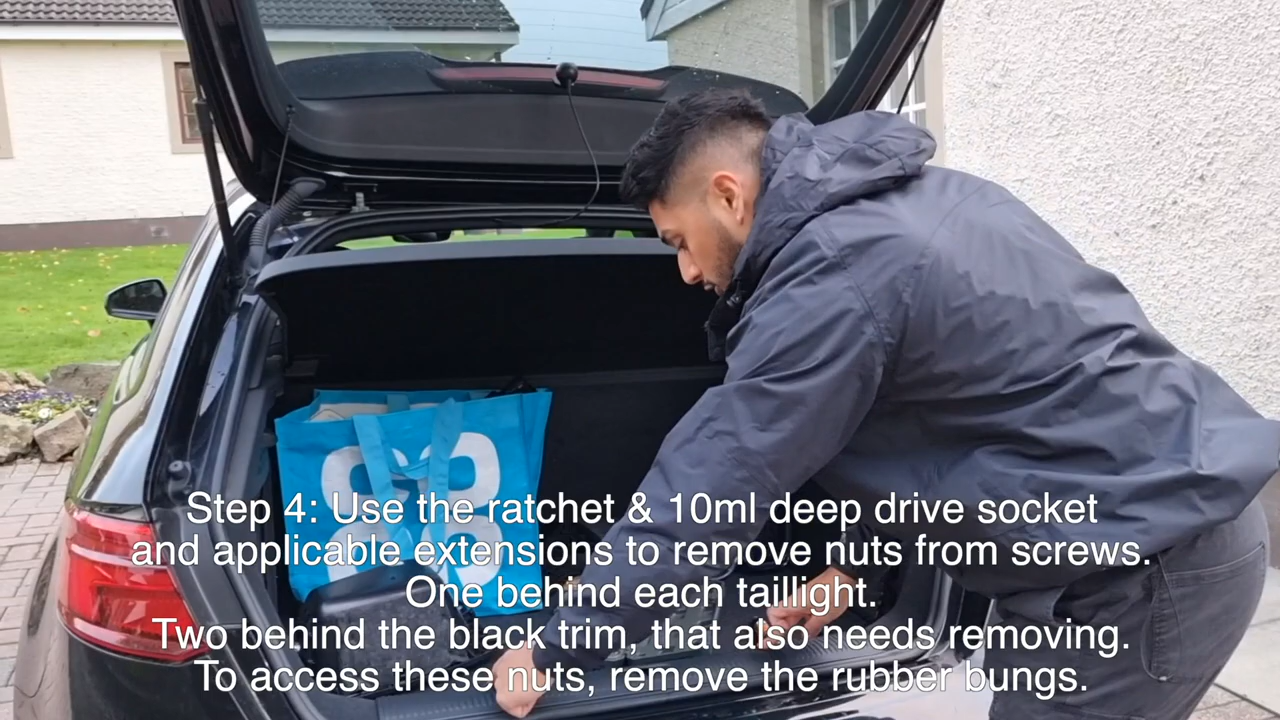 Step 4: Use the ratchet & 10ml deep drive socket
and applicable extensions to remove nuts from screws.
One behind each taillight.
Two behind the black trim, that also needs removing.
To access these nuts, remove the rubber bungs.